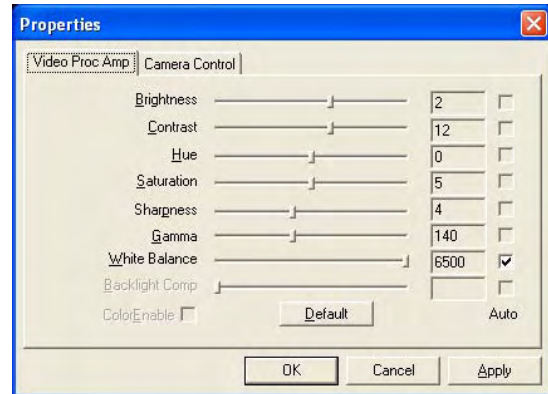 Properties
Video Proc Amp Camera Control
Brightness 2
Contrast 12
Hue 0
Saturation 5
Sharpness 4
Gamma 140
White Balance 6500
Backlight Comp
ColorEnable Default Auto
OK Cancel Apply